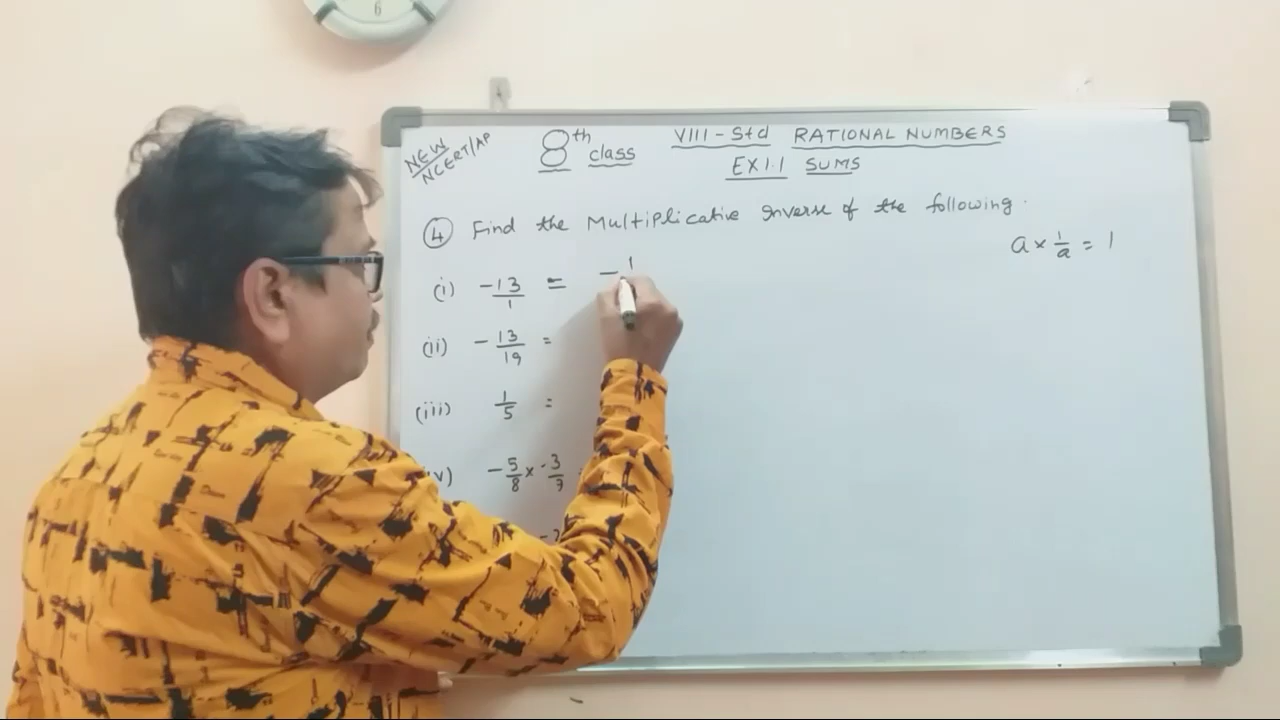 6
NEW
NCERT/AP
8th class
VIII - Std RATIONAL NUMBERS
EX 1.1 SUMS
④ Find the Multiplicative Inverse of the following.
a × 1/a = 1
(i) -13/1 = - 1
(ii) - 13/19 =
(iii) 1/5 =
v) - 5/8 × -3/7